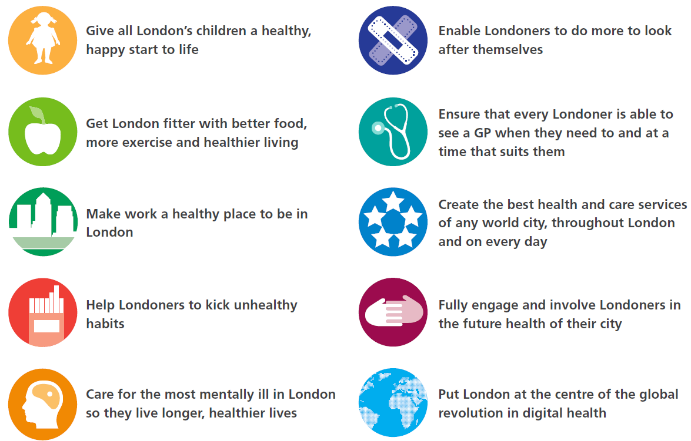 Give all London's children a healthy,
happy start to life
Get London fitter with better food,
more exercise and healthier living
Make work a healthy place to be in
London
Help Londoners to kick unhealthy
habits
Care for the most mentally ill in London
so they live longer, healthier lives
Enable Londoners to do more to look
after themselves
Ensure that every Londoner is able to
see a GP when they need to and at a
time that suits them
Create the best health and care services
of any world city, throughout London
and on every day
Fully engage and involve Londoners in
the future health of their city
Put London at the centre of the global
revolution in digital health